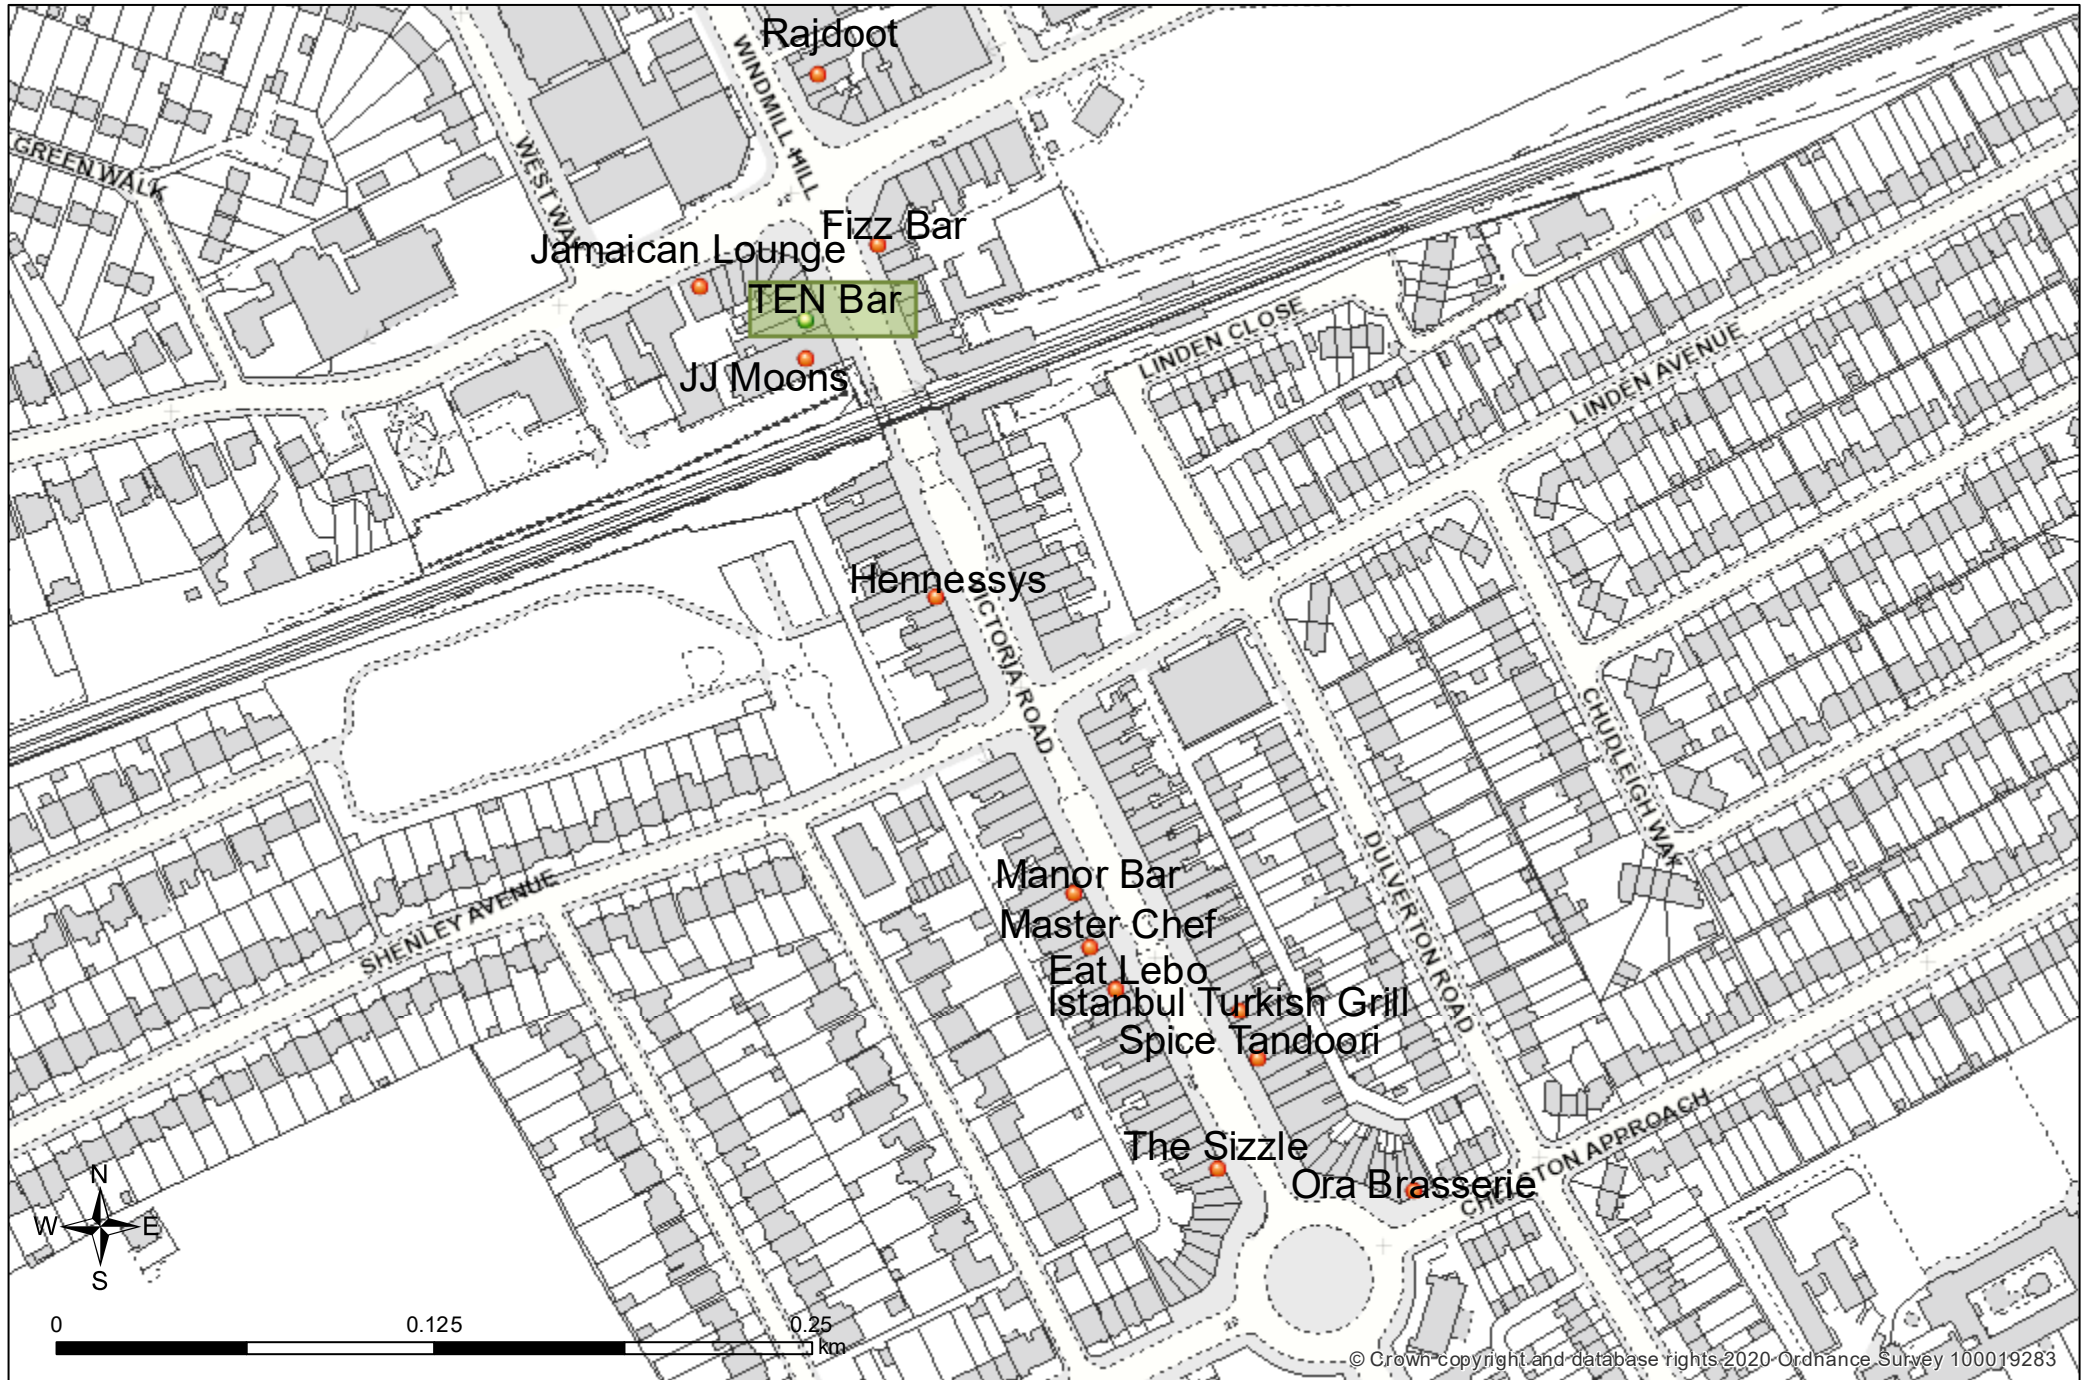 Rajdoot
WINDMILL HILL
GREEN WALK
WEST WAY
Fizz Bar
Jamaican Lounge
TEN Bar
JJ Moons
LINDEN CLOSE
LINDEN AVENUE
Hennessys
VICTORIA ROAD
CHUDLEIGH WAY
Manor Bar
DULVERTON ROAD
SHENLEY AVENUE
Master Chef
Eat Lebo
Istanbul Turkish Grill
Spice Tandoori
The Sizzle
Ora Brasserie
CHELSTON APPROACH
N
W E
S
0 0.125 0.25
km
© Crown copyright and database rights 2020 Ordnance Survey 100019283